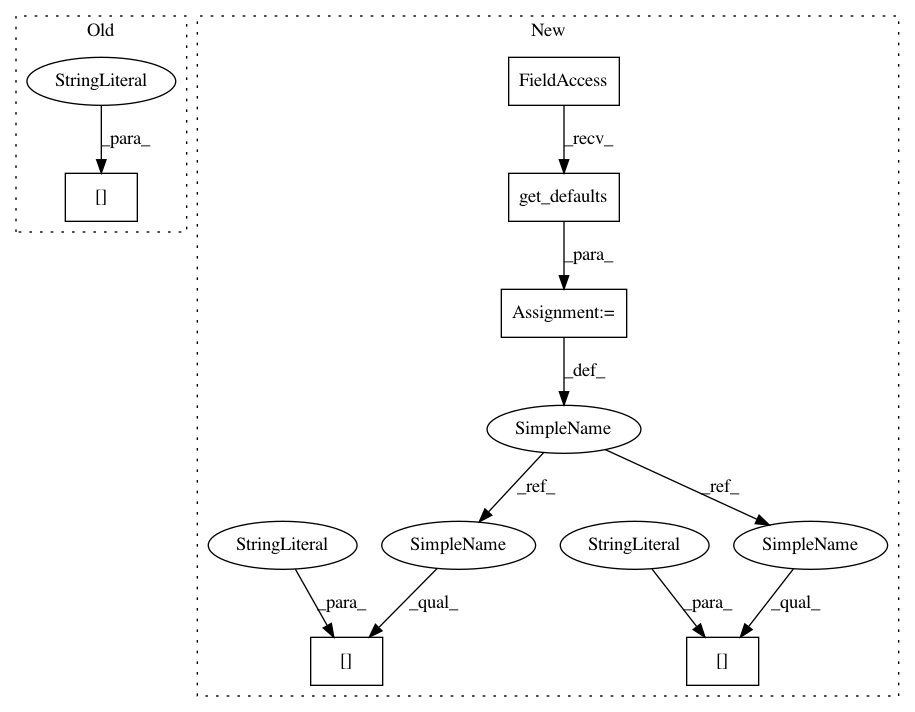 Old
New
StringLiteral
FieldAccess
_para_
_recv_
[]
get_defaults
_para_
Assignment:=
_def_
SimpleName
_ref_
_ref_
StringLiteral
SimpleName
StringLiteral
SimpleName
_para_
_qual_
_para_
_qual_
[]
[]